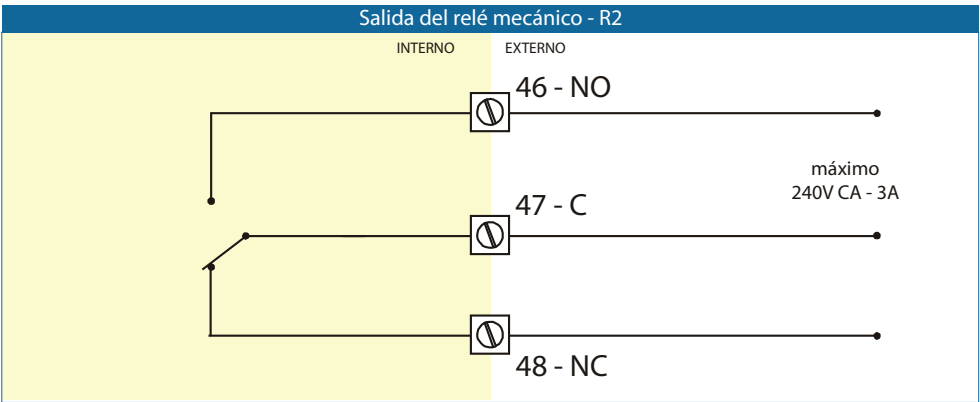 Salida del relé mecánico - R2
INTERNO
EXTERNO
46 - NO
máximo
240V CA - 3A
47 - C
48 - NC